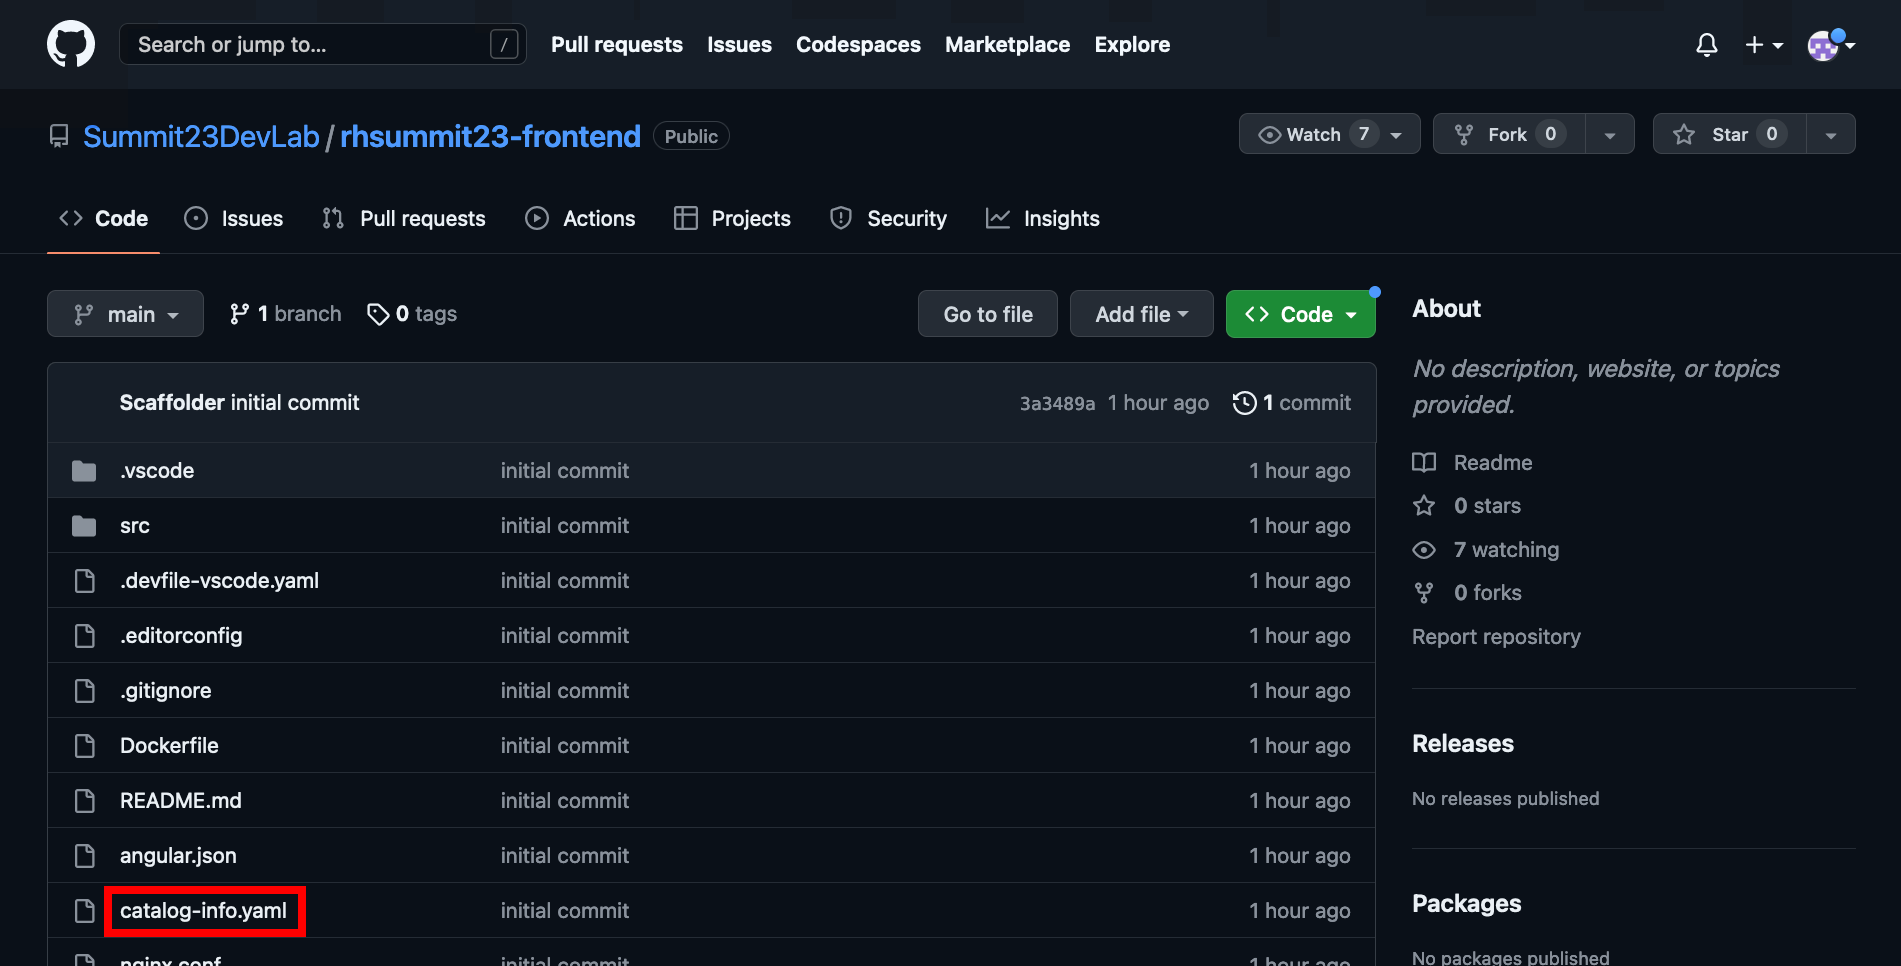 Search or jump to... /
Pull requests Issues Codespaces Marketplace Explore
Summit23DevLab / rhsummit23-frontend Public
Watch 7 Fork 0 Star 0
Code Issues Pull requests Actions Projects Security Insights
main 1 branch 0 tags Go to file Add file Code
Scaffolder initial commit 3a3489a 1 hour ago 1 commit
.vscode initial commit 1 hour ago
src initial commit 1 hour ago
.devfile-vscode.yaml initial commit 1 hour ago
.editorconfig initial commit 1 hour ago
.gitignore initial commit 1 hour ago
Dockerfile initial commit 1 hour ago
README.md initial commit 1 hour ago
angular.json initial commit 1 hour ago
catalog-info.yaml initial commit 1 hour ago
nginx.conf initial commit 1 hour ago
About
No description, website, or topics
provided.
Readme
0 stars
7 watching
0 forks
Report repository
Releases
No releases published
Packages
No packages published